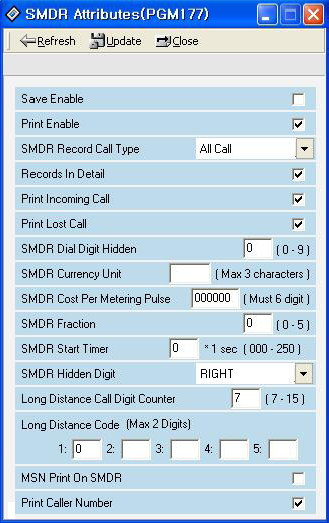 SMDR Attributes(PGM177)
Refresh Update Close
Save Enable
Print Enable
SMDR Record Call Type All Call
Records In Detail
Print Incoming Call
Print Lost Call
SMDR Dial Digit Hidden 0 ( 0 - 9 )
SMDR Currency Unit ( Max 3 characters )
SMDR Cost Per Metering Pulse 000000 ( Must 6 digit )
SMDR Fraction 0 ( 0 - 5 )
SMDR Start Timer 0 * 1 sec ( 000 - 250 )
SMDR Hidden Digit RIGHT
Long Distance Call Digit Counter 7 ( 7 - 15 )
Long Distance Code (Max 2 Digits)
1: 0 2: 3: 4: 5:
MSN Print On SMDR
Print Caller Number